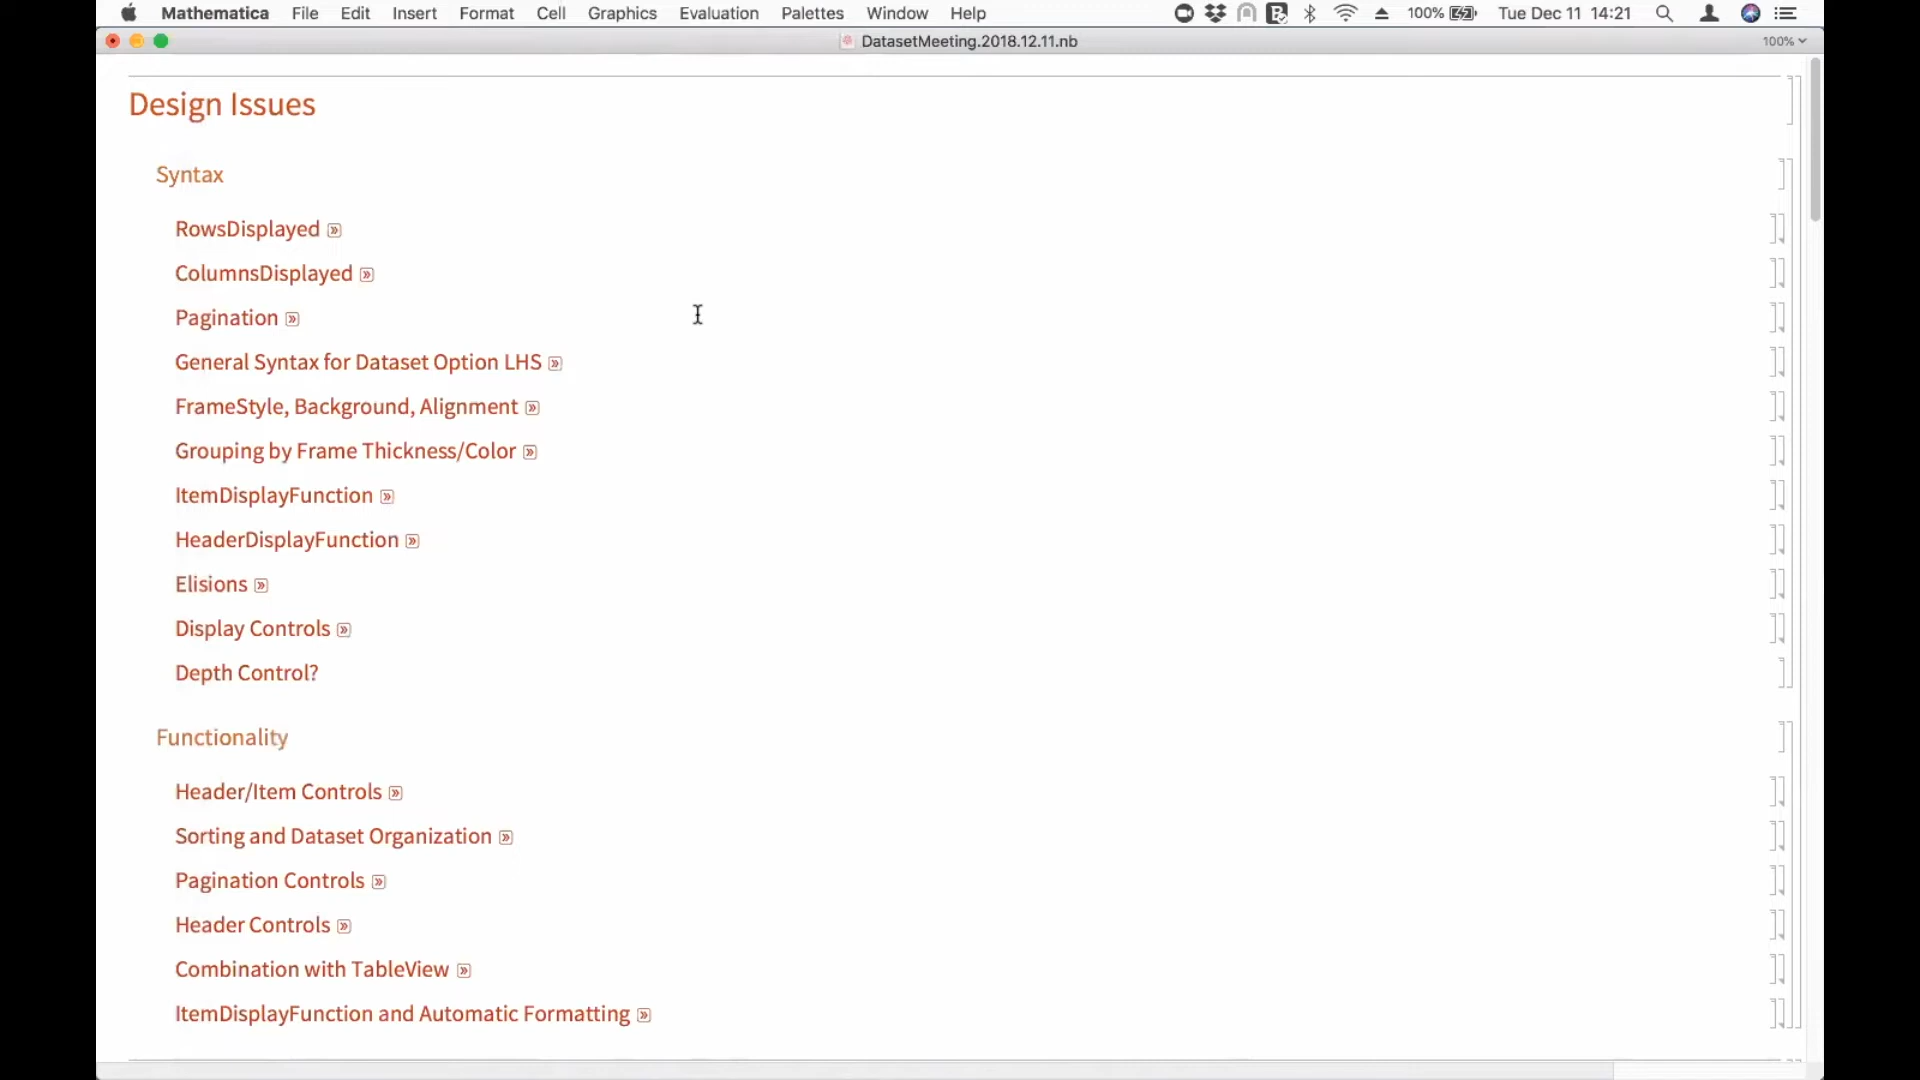 Mathematica File Edit Insert Format Cell Graphics Evaluation Palettes Window Help 100% Tue Dec 11 14:21
DatasetMeeting.2018.12.11.nb 100%
Design Issues
Syntax
RowsDisplayed
ColumnsDisplayed
Pagination
General Syntax for Dataset Option LHS
FrameStyle, Background, Alignment
Grouping by Frame Thickness/Color
ItemDisplayFunction
HeaderDisplayFunction
Elisions
Display Controls
Depth Control?
Functionality
Header/Item Controls
Sorting and Dataset Organization
Pagination Controls
Header Controls
Combination with TableView
ItemDisplayFunction and Automatic Formatting